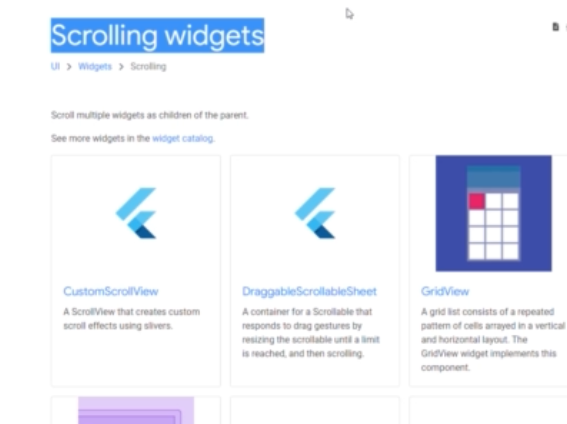 Scrolling widgets
UI > Widgets > Scrolling
Scroll multiple widgets as children of the parent.
See more widgets in the widget catalog.
CustomScrollView
A ScrollView that creates custom
scroll effects using slivers.
DraggableScrollableSheet
A container for a Scrollable that
responds to drag gestures by
resizing the scrollable until a limit
is reached, and then scrolling.
GridView
A grid list consists of a repeated
pattern of cells arrayed in a vertical
and horizontal layout. The
GridView widget implements this
component.